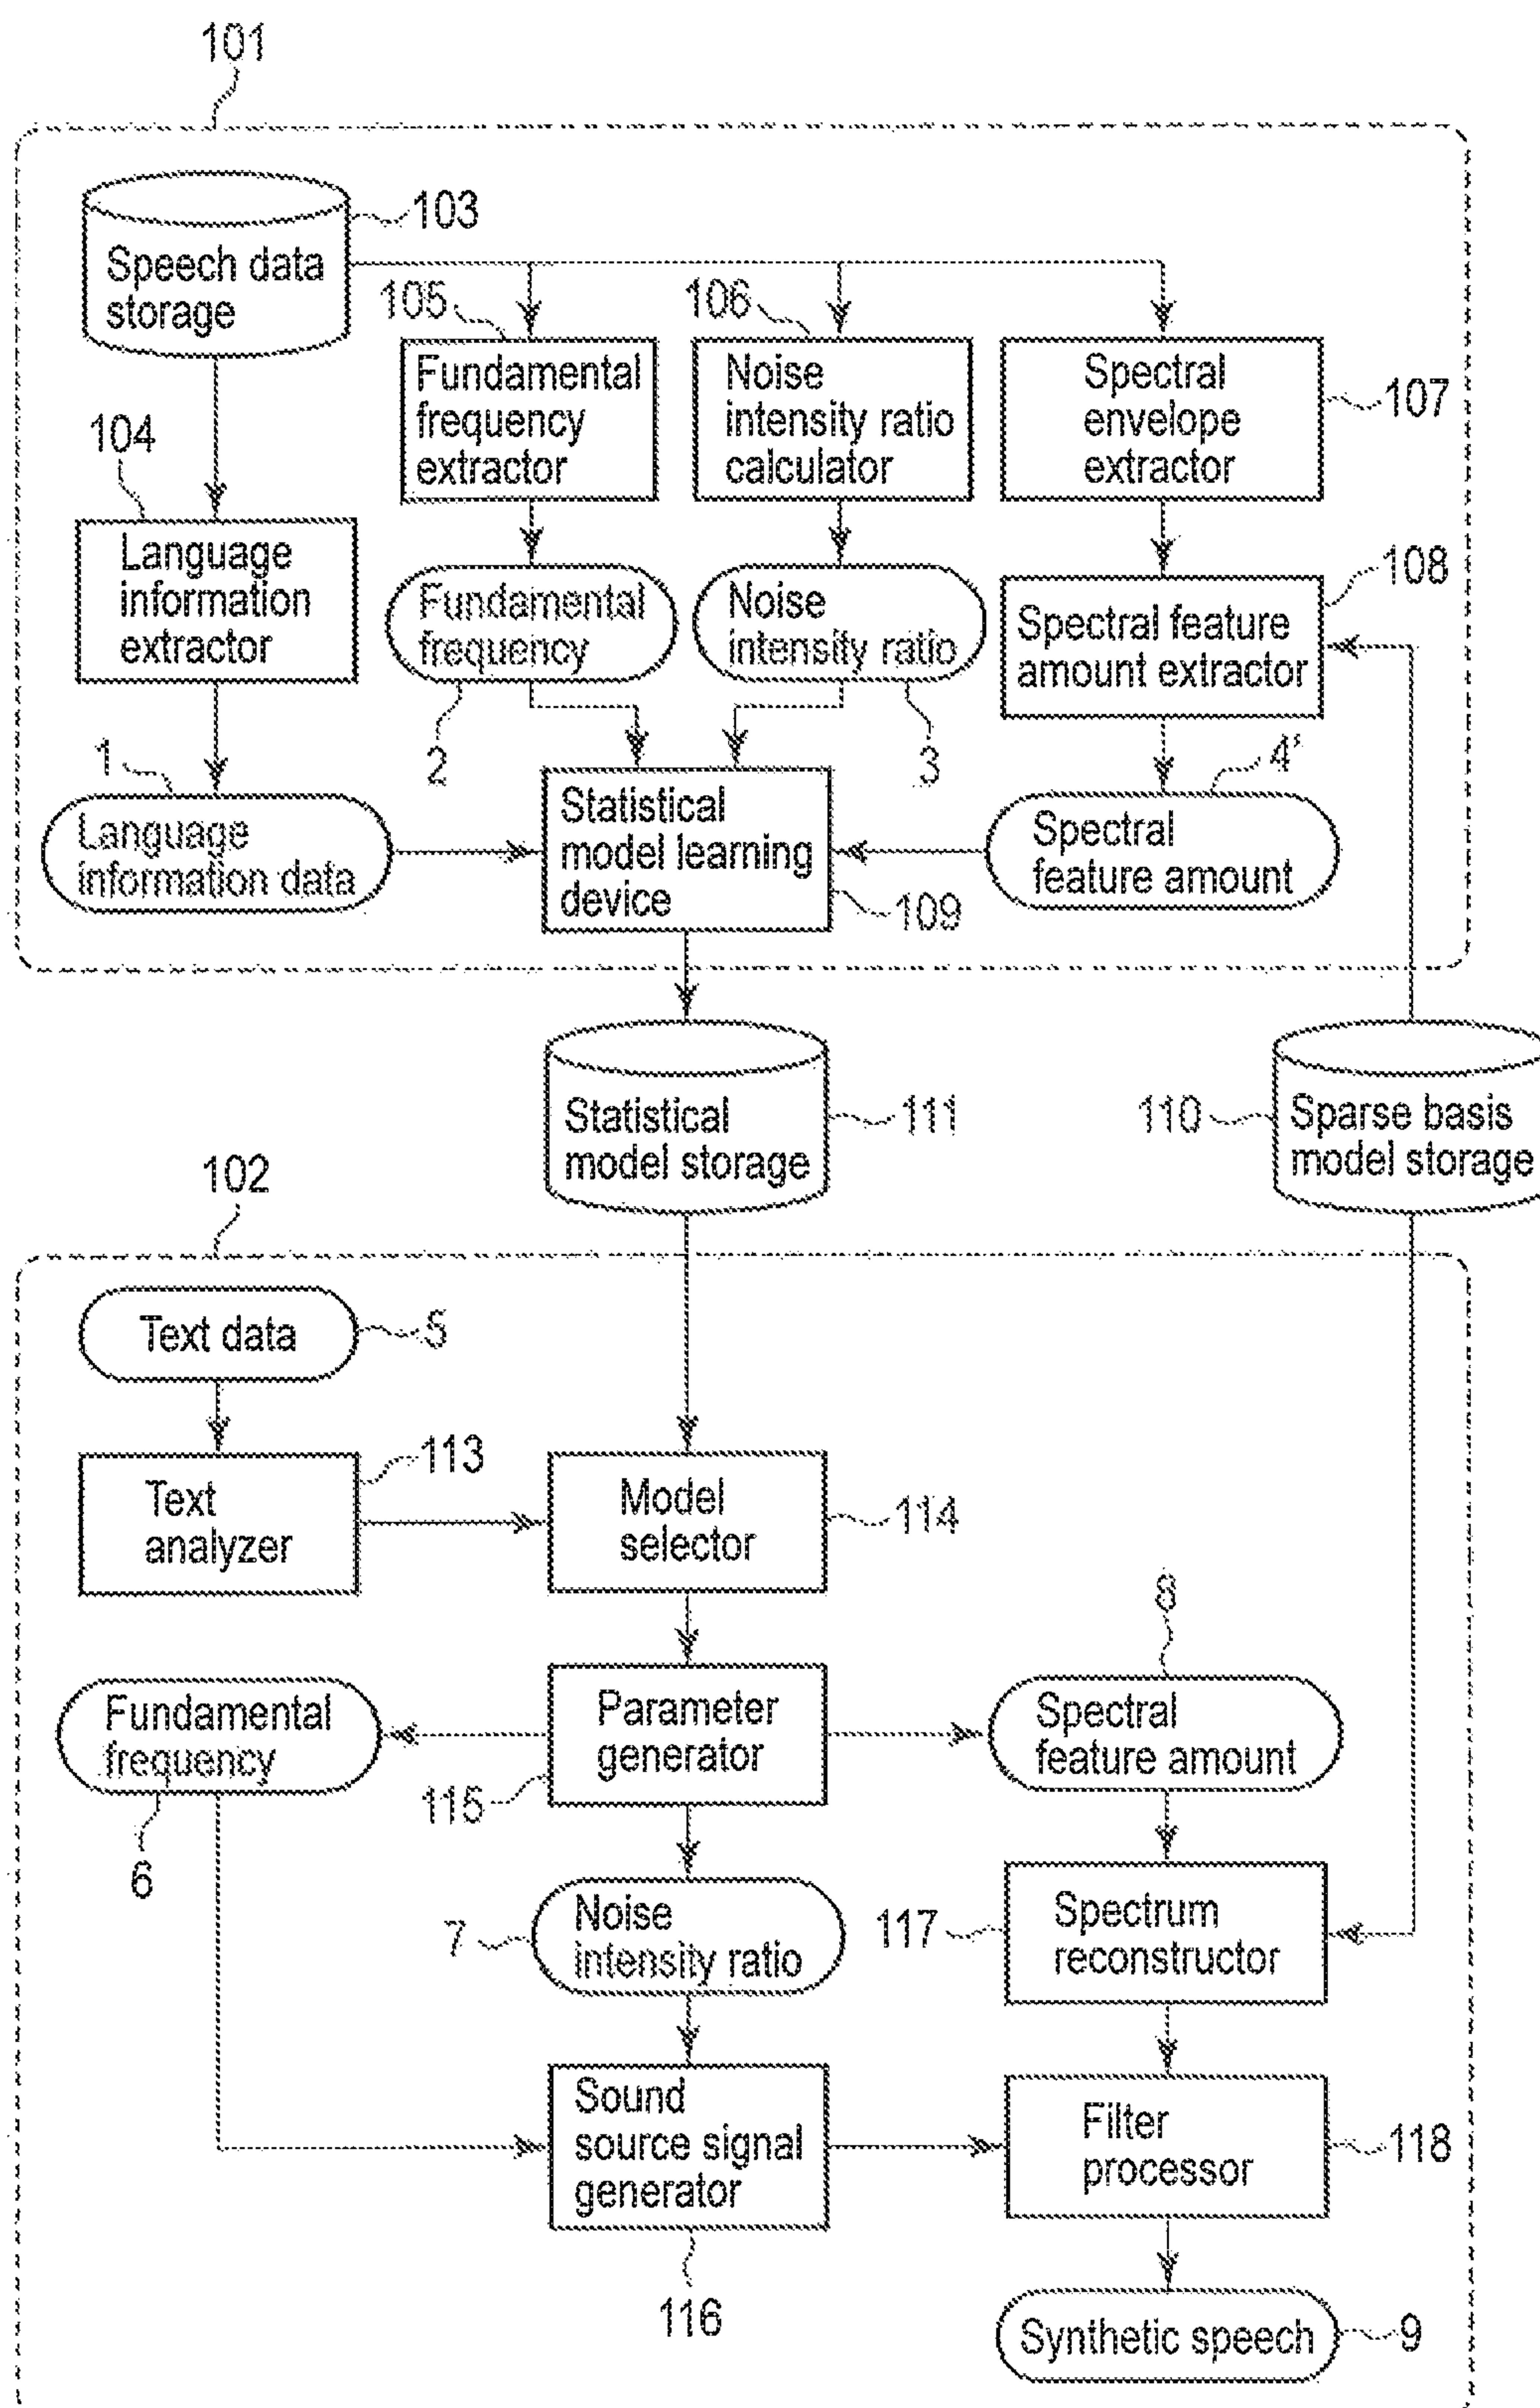 101
103
Speech data
storage
105
106
Fundamental
frequency
extractor
Noise
intensity ratio
calculator
Spectral
envelope
extractor
107
104
Language
information
extractor
108
Fundamental
frequency
Noise
intensity ratio
Spectral feature
amount extractor
1
2
3
4'
Language
information data
Statistical
model learning
device
109
Spectral
feature amount
Statistical
model storage
111
110
Sparse basis
model storage
102
Text data
5
113
Text
analyzer
Model
selector
114
8
Fundamental
frequency
6
Parameter
generator
115
Spectral
feature amount
7
Noise
intensity ratio
117
Spectrum
reconstructor
Sound
source signal
generator
116
Filter
processor
118
Synthetic speech
9